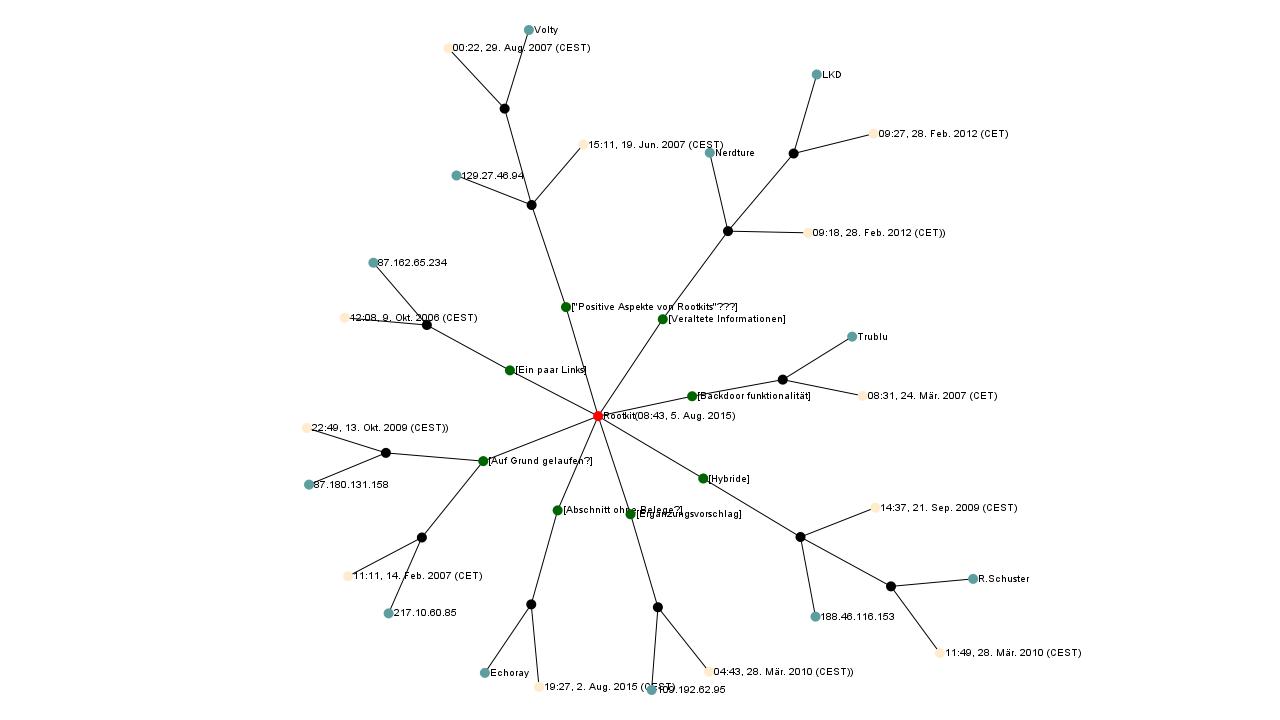 Volty
00:22, 29. Aug. 2007 (CEST)
LKD
09:27, 28. Feb. 2012 (CET)
15:11, 19. Jun. 2007 (CEST)
Nerdture
129.27.46.94
09:18, 28. Feb. 2012 (CET))
87.162.65.234
["Positive Aspekte von Rootkits"???]
12:08, 9. Okt. 2006 (CEST)
[Veraltete Informationen]
Trublu
[Ein paar Links]
[Backdoor funktionalität]
08:31, 24. Mär. 2007 (CET)
Rootkit(08:43, 5. Aug. 2015)
22:49, 13. Okt. 2009 (CEST))
[Auf Grund gelaufen?]
[Hybride]
87.180.131.158
[Abschnitt ohne Belege?]
[Ergänzungsvorschlag]
14:37, 21. Sep. 2009 (CEST)
11:11, 14. Feb. 2007 (CET)
R.Schuster
217.10.60.85
188.46.116.153
11:49, 28. Mär. 2010 (CEST)
Echoray
04:43, 28. Mär. 2010 (CEST))
19:27, 2. Aug. 2015 (CEST)
109.192.62.95